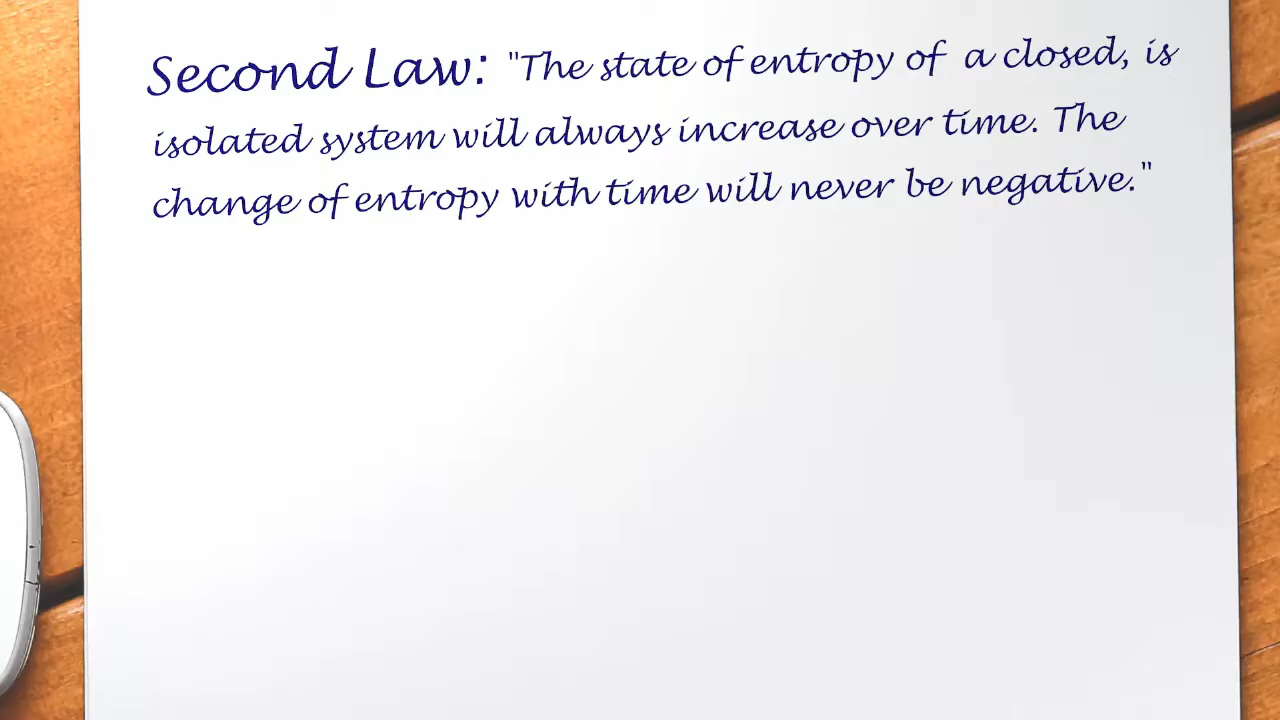 Second Law: "The state of entropy of a closed, is
isolated system will always increase over time. The
change of entropy with time will never be negative."